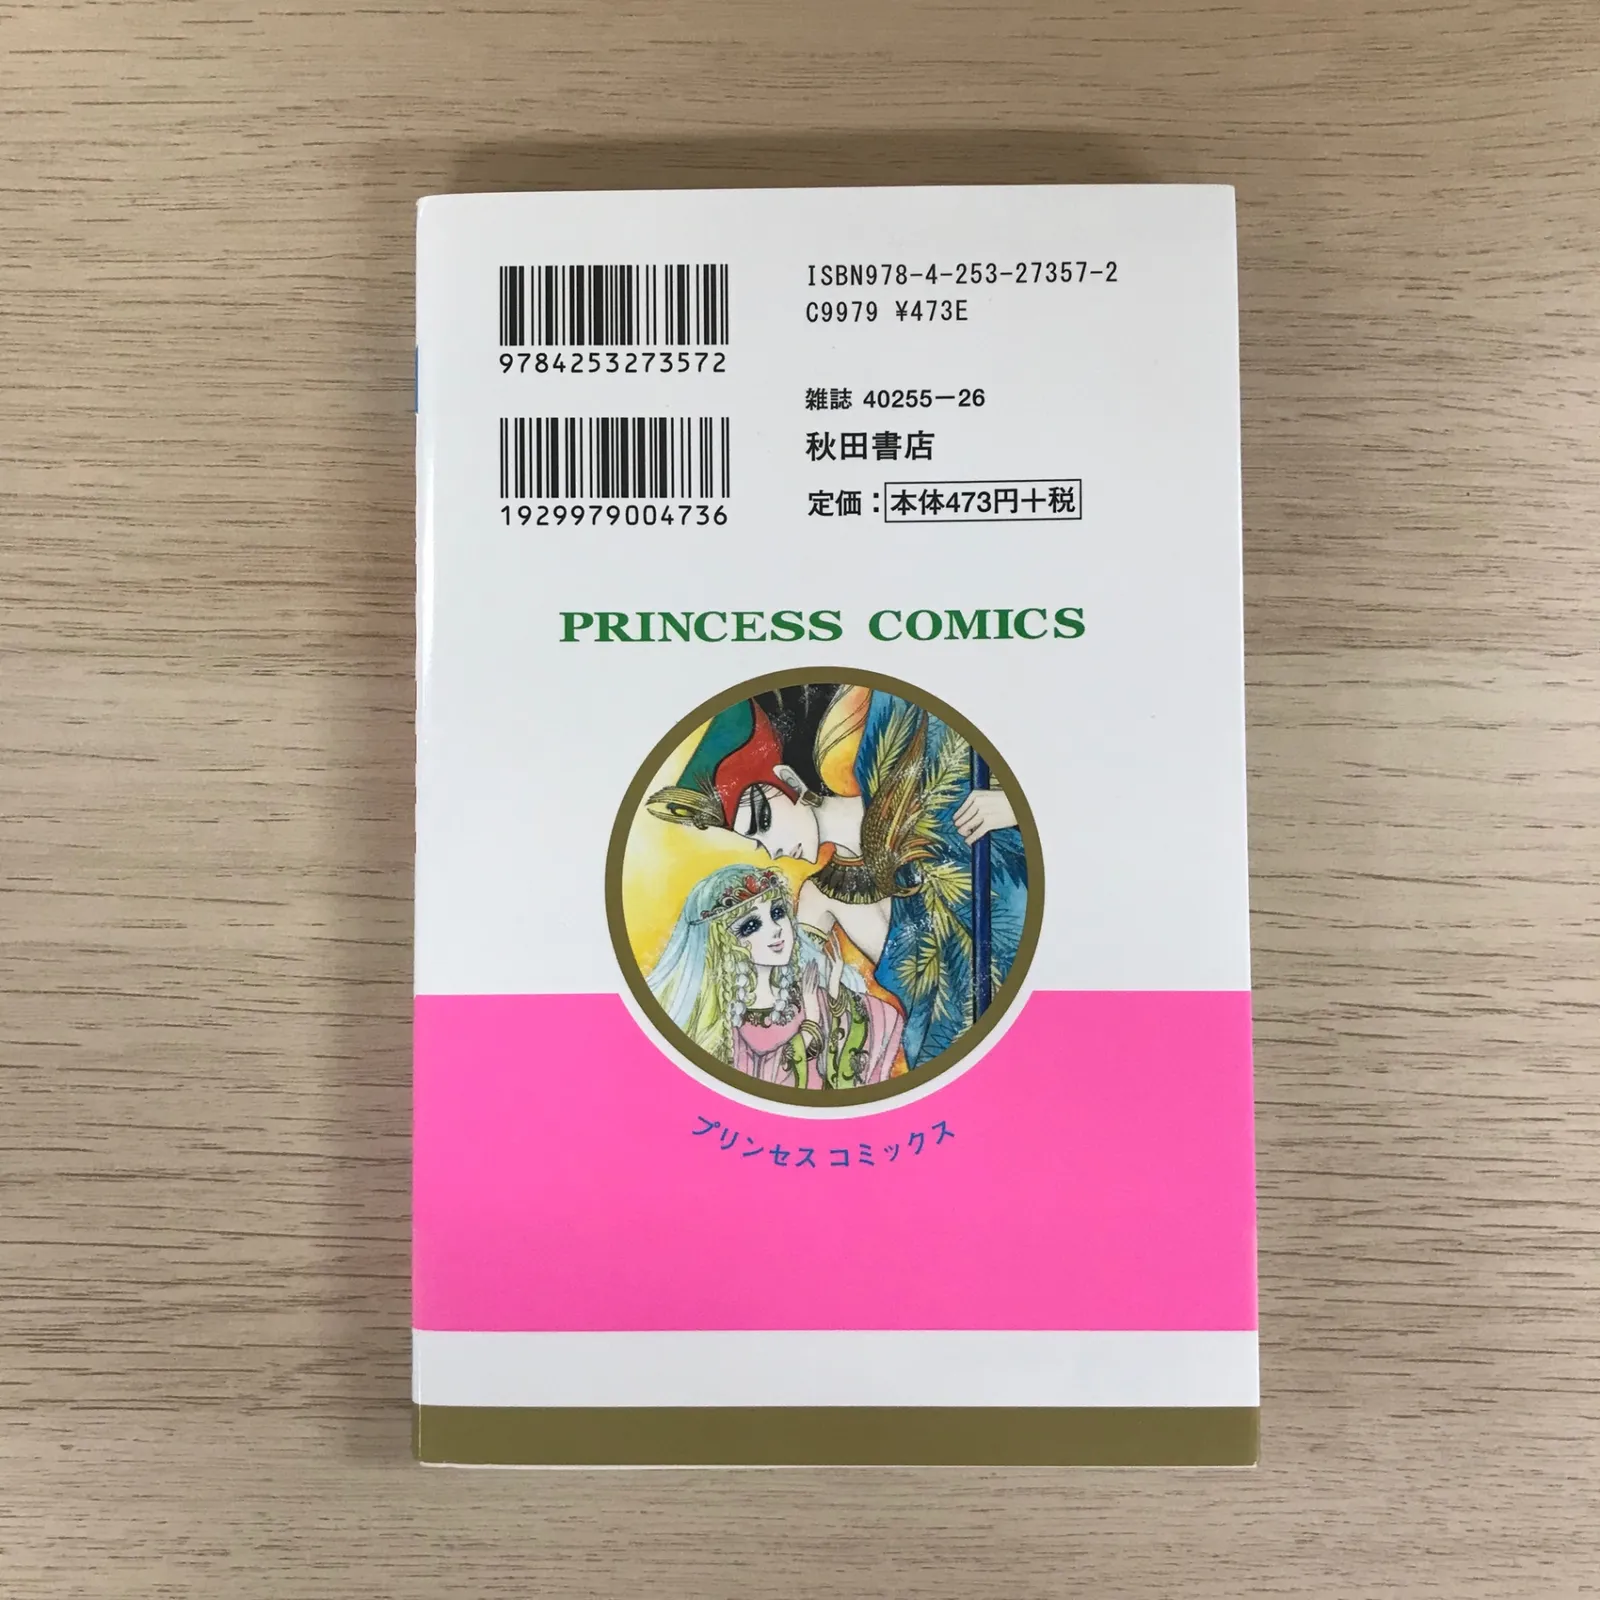 9784253273572
1929979004736
ISBN978-4-253-27357-2
C9979 ¥473E
雑誌 40255－26
秋田書店
定価：本体473円＋税
PRINCESS COMICS
プリンセス コミックス